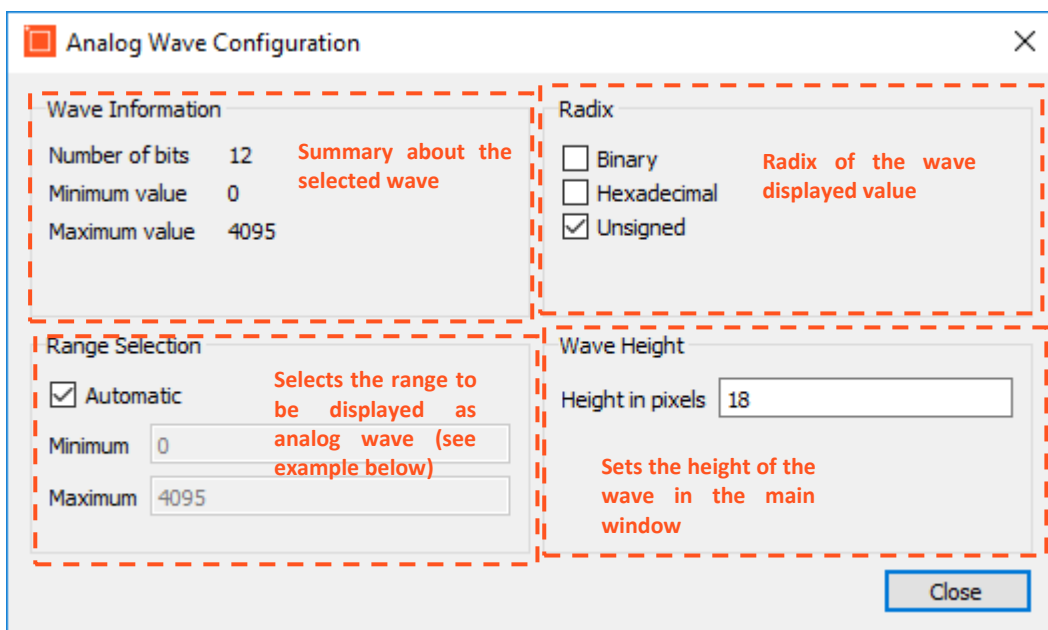 Analog Wave Configuration
Wave Information
Number of bits 12
Minimum value 0
Maximum value 4095
Summary about the
selected wave
Radix
Binary
Hexadecimal
Unsigned
Radix of the wave
displayed value
Range Selection
Automatic
Minimum 0
Maximum 4095
Selects the range to
be displayed as
analog wave (see
example below)
Wave Height
Height in pixels 18
Sets the height of the
wave in the main
window
Close